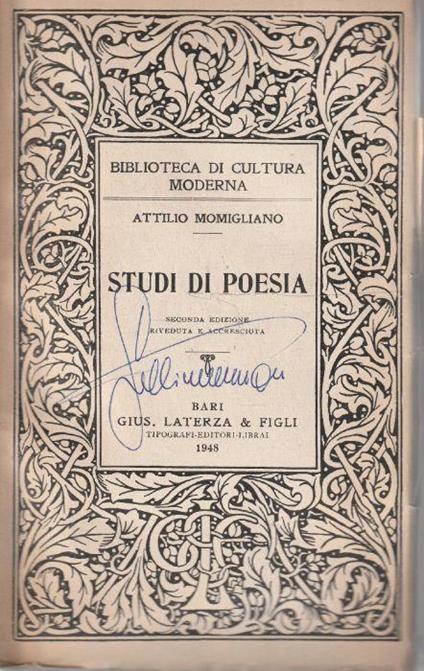 BIBLIOTECA DI CULTURA
MODERNA
ATTILIO MOMIGLIANO
STUDI DI POESIA
SECONDA EDIZIONE
RIVEDUTA E ACCRESCIUTA
BARI
GIUS. LATERZA & FIGLI
TIPOGRAFI-EDITORI-LIBRAI
1948